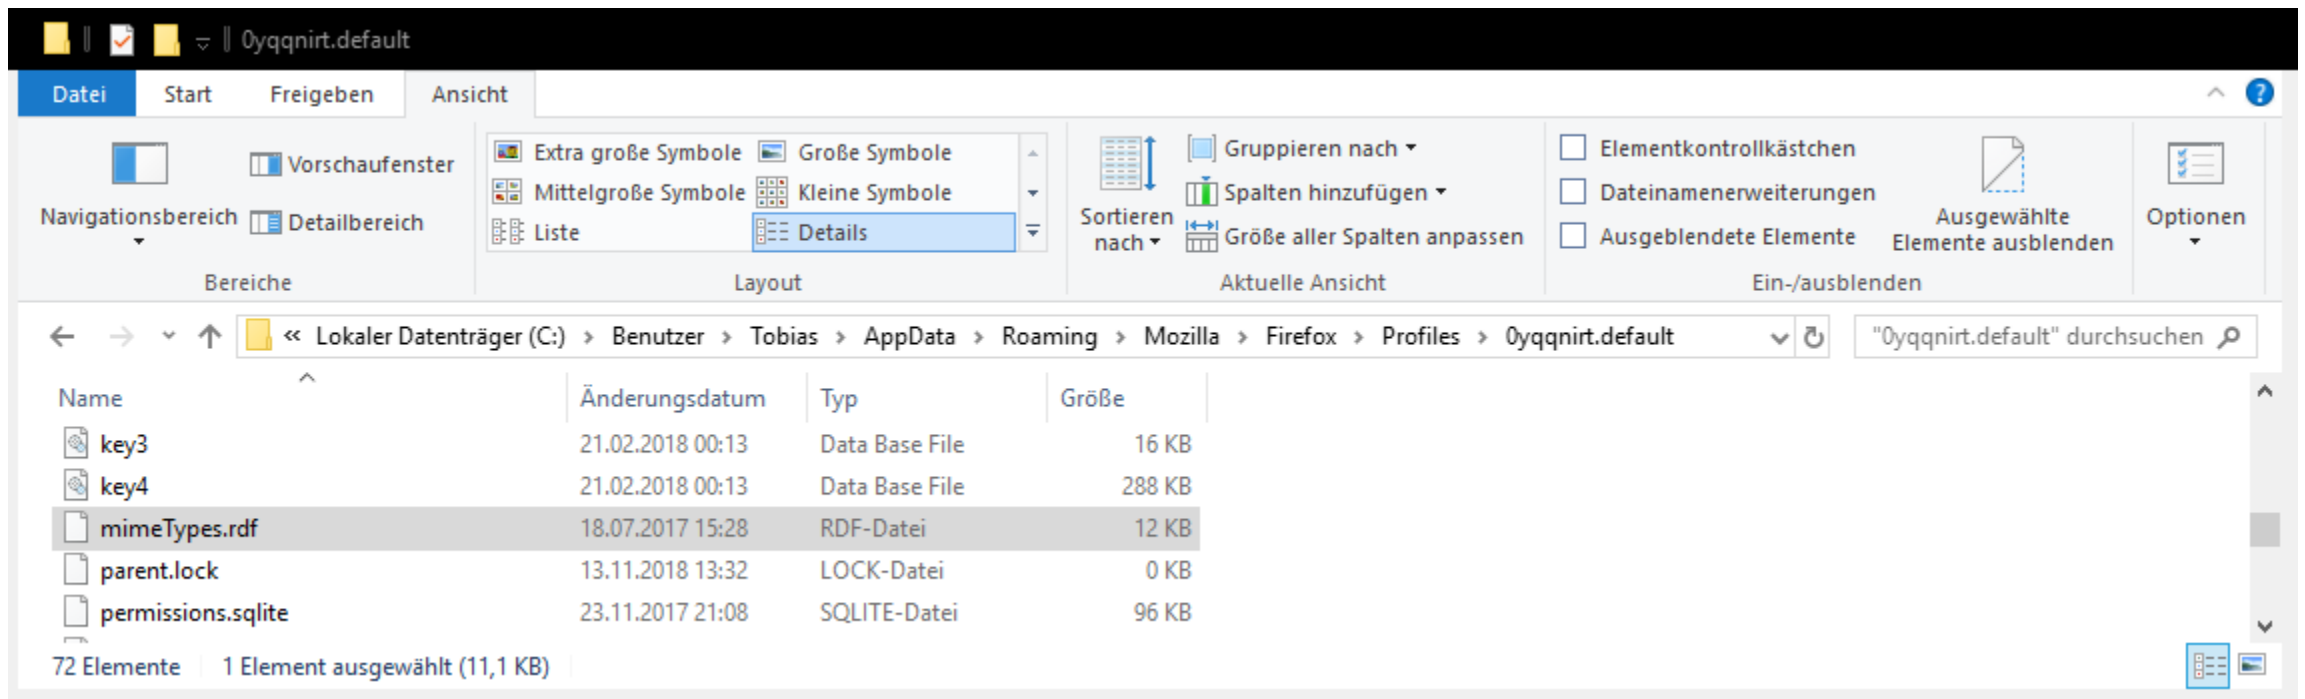 0yqqnirt.default
Datei Start Freigeben Ansicht
Navigationsbereich
Vorschaufenster
Detailbereich
Bereiche
Extra große Symbole Große Symbole
Mittelgroße Symbole Kleine Symbole
Liste Details
Layout
Sortieren
nach
Gruppieren nach
Spalten hinzufügen
Größe aller Spalten anpassen
Aktuelle Ansicht
Elementkontrollkästchen
Dateinamenerweiterungen
Ausgeblendete Elemente
Ausgewählte
Elemente ausblenden
Ein-/ausblenden
Optionen
« Lokaler Datenträger (C:) > Benutzer > Tobias > AppData > Roaming > Mozilla > Firefox > Profiles > 0yqqnirt.default
"0yqqnirt.default" durchsuchen
Name Änderungsdatum Typ Größe
key3 21.02.2018 00:13 Data Base File 16 KB
key4 21.02.2018 00:13 Data Base File 288 KB
mimeTypes.rdf 18.07.2017 15:28 RDF-Datei 12 KB
parent.lock 13.11.2018 13:32 LOCK-Datei 0 KB
permissions.sqlite 23.11.2017 21:08 SQLITE-Datei 96 KB
72 Elemente 1 Element ausgewählt (11,1 KB)